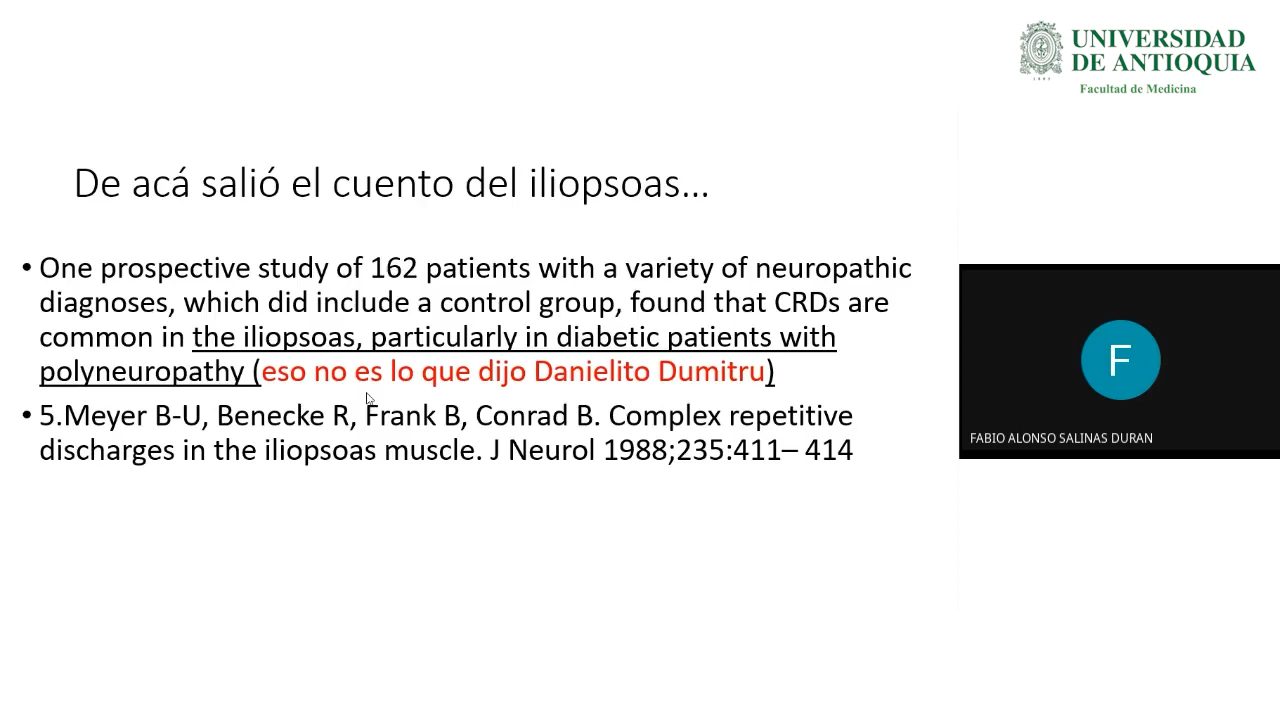 UNIVERSIDAD
DE ANTIOQUIA
1803
Facultad de Medicina
De acá salió el cuento del iliopsoas...
• One prospective study of 162 patients with a variety of neuropathic
diagnoses, which did include a control group, found that CRDs are
common in the iliopsoas, particularly in diabetic patients with
polyneuropathy (eso no es lo que dijo Danielito Dumitru)
• 5.Meyer B-U, Benecke R, Frank B, Conrad B. Complex repetitive
discharges in the iliopsoas muscle. J Neurol 1988;235:411– 414
F
FABIO ALONSO SALINAS DURAN